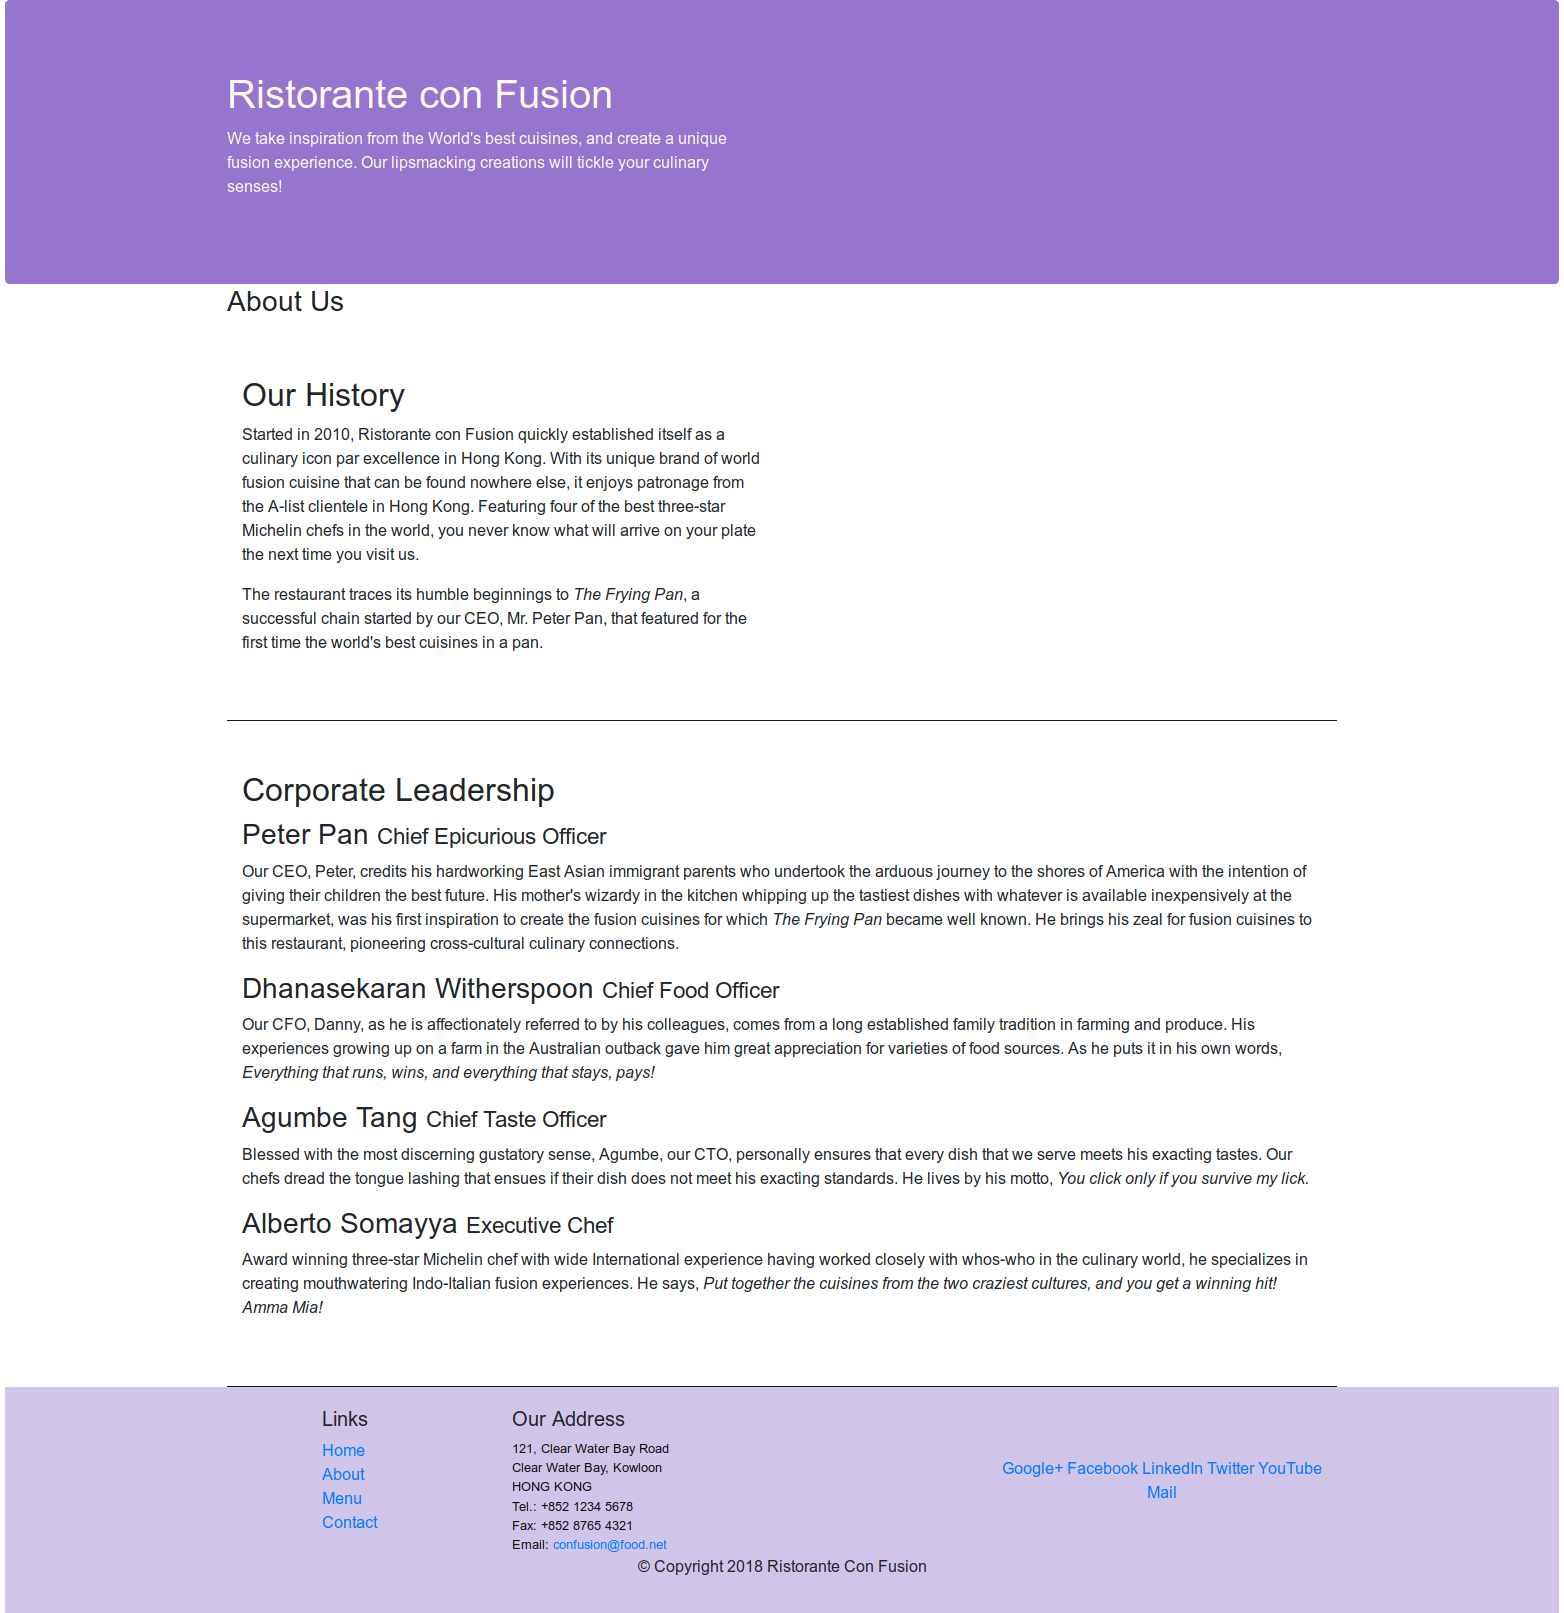 Ristorante con Fusion
We take inspiration from the World's best cuisines, and create a unique
fusion experience. Our lipsmacking creations will tickle your culinary
senses!
About Us
Our History
Started in 2010, Ristorante con Fusion quickly established itself as a
culinary icon par excellence in Hong Kong. With its unique brand of world
fusion cuisine that can be found nowhere else, it enjoys patronage from
the A-list clientele in Hong Kong. Featuring four of the best three-star
Michelin chefs in the world, you never know what will arrive on your plate
the next time you visit us.
The restaurant traces its humble beginnings to The Frying Pan, a
successful chain started by our CEO, Mr. Peter Pan, that featured for the
first time the world's best cuisines in a pan.
Corporate Leadership
Peter Pan Chief Epicurious Officer
Our CEO, Peter, credits his hardworking East Asian immigrant parents who undertook the arduous journey to the shores of America with the intention of
giving their children the best future. His mother's wizardy in the kitchen whipping up the tastiest dishes with whatever is available inexpensively at the
supermarket, was his first inspiration to create the fusion cuisines for which The Frying Pan became well known. He brings his zeal for fusion cuisines to
this restaurant, pioneering cross-cultural culinary connections.
Dhanasekaran Witherspoon Chief Food Officer
Our CFO, Danny, as he is affectionately referred to by his colleagues, comes from a long established family tradition in farming and produce. His
experiences growing up on a farm in the Australian outback gave him great appreciation for varieties of food sources. As he puts it in his own words,
Everything that runs, wins, and everything that stays, pays!
Agumbe Tang Chief Taste Officer
Blessed with the most discerning gustatory sense, Agumbe, our CTO, personally ensures that every dish that we serve meets his exacting tastes. Our
chefs dread the tongue lashing that ensues if their dish does not meet his exacting standards. He lives by his motto, You click only if you survive my lick.
Alberto Somayya Executive Chef
Award winning three-star Michelin chef with wide International experience having worked closely with whos-who in the culinary world, he specializes in
creating mouthwatering Indo-Italian fusion experiences. He says, Put together the cuisines from the two craziest cultures, and you get a winning hit!
Amma Mia!
Links
Home
About
Menu
Contact
Our Address
121, Clear Water Bay Road
Clear Water Bay, Kowloon
HONG KONG
Tel.: +852 1234 5678
Fax: +852 8765 4321
Email: confusion@food.net
Google+ Facebook LinkedIn Twitter YouTube
Mail
© Copyright 2018 Ristorante Con Fusion